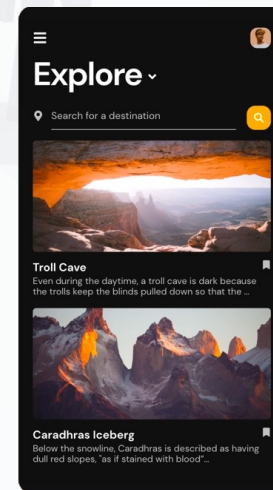 Explore
Search for a destination
Troll Cave
Even during the daytime, a troll cave is dark because
the trolls keep the blinds pulled down so that the ...
Caradhras Iceberg
Below the snowline, Caradhras is described as having
dull red slopes, "as if stained with blood"...